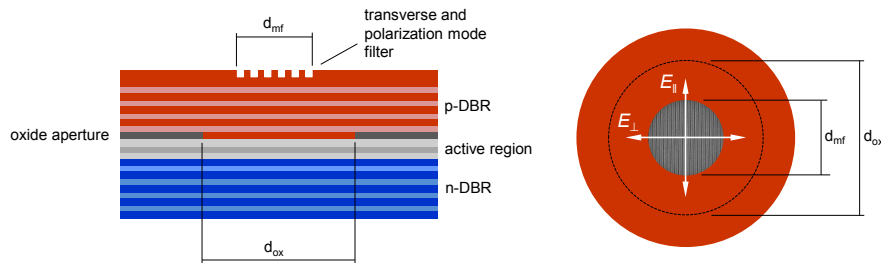 d_mf
transverse and
polarization mode
filter
p-DBR
oxide aperture
active region
n-DBR
d_ox
E_∥
E_⊥
d_mf
d_ox